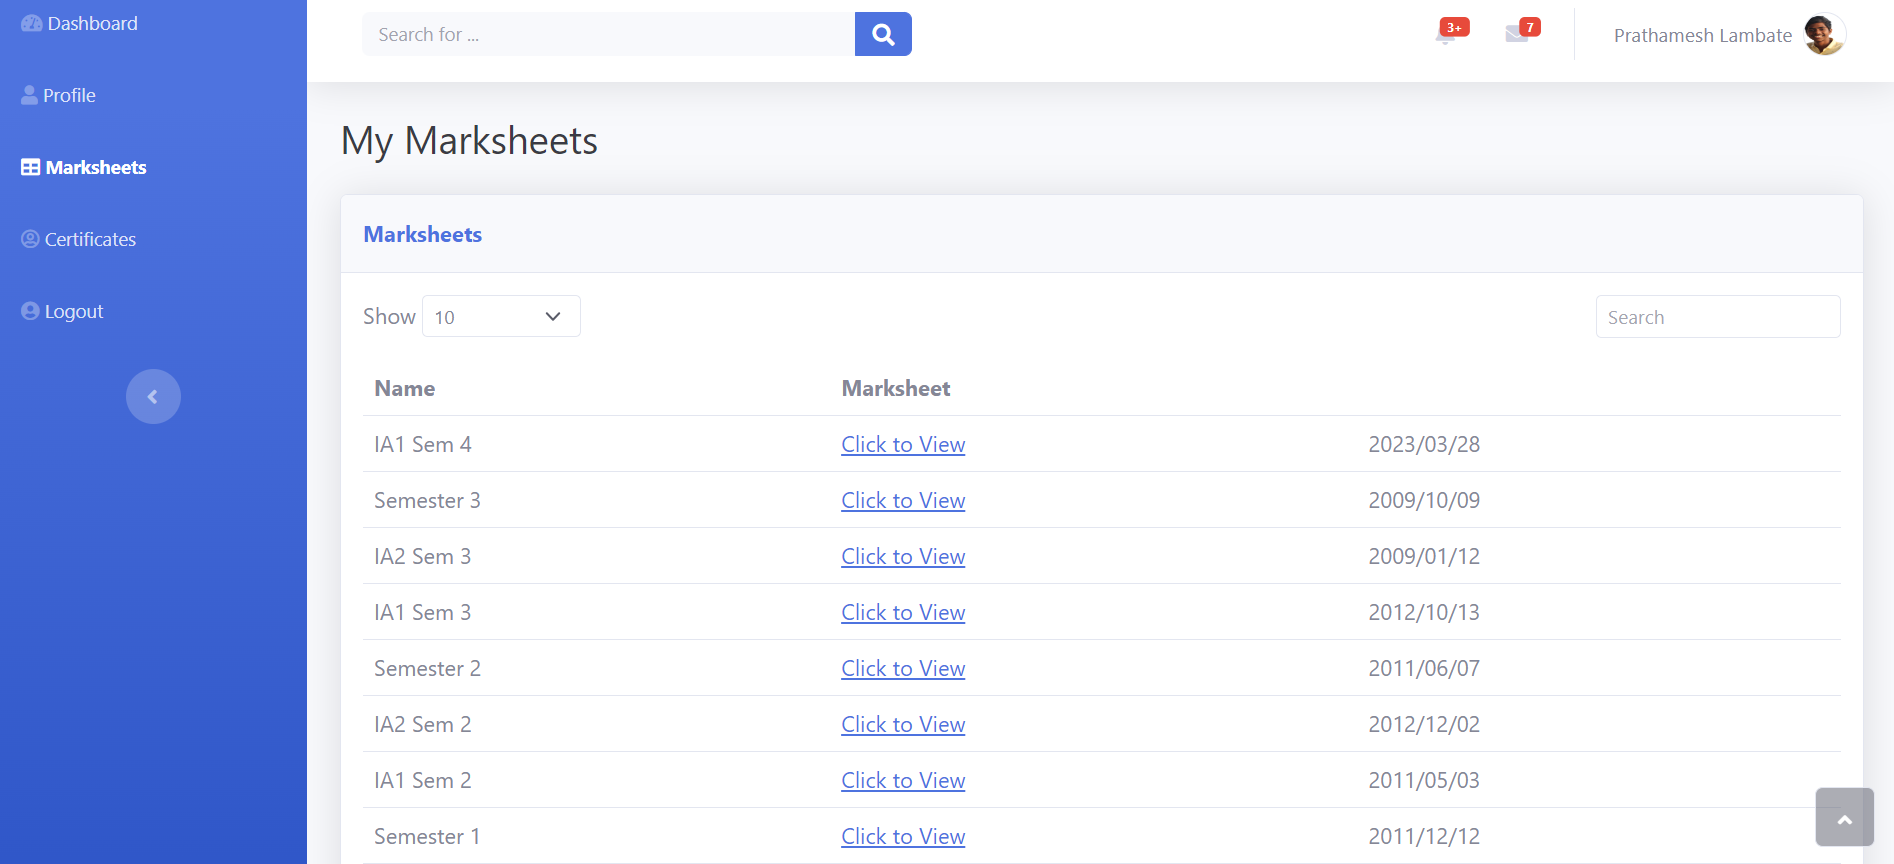 Dashboard
Profile
Marksheets
Certificates
Logout
Search for ...
3+
7
Prathamesh Lambate
My Marksheets
Marksheets
Show 10
Search
Name Marksheet
IA1 Sem 4 Click to View 2023/03/28
Semester 3 Click to View 2009/10/09
IA2 Sem 3 Click to View 2009/01/12
IA1 Sem 3 Click to View 2012/10/13
Semester 2 Click to View 2011/06/07
IA2 Sem 2 Click to View 2012/12/02
IA1 Sem 2 Click to View 2011/05/03
Semester 1 Click to View 2011/12/12